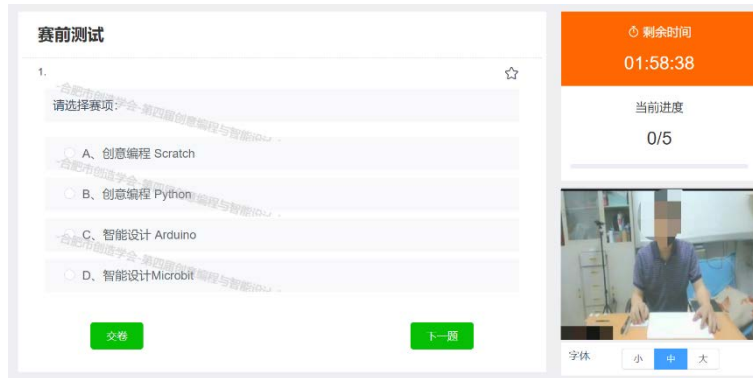 赛前测试
1.
请选择赛项:
A、创意编程 Scratch
B、创意编程 Python
C、智能设计 Arduino
D、智能设计Microbit
交卷
下一题
剩余时间
01:58:38
当前进度
0/5
字体
小
中
大